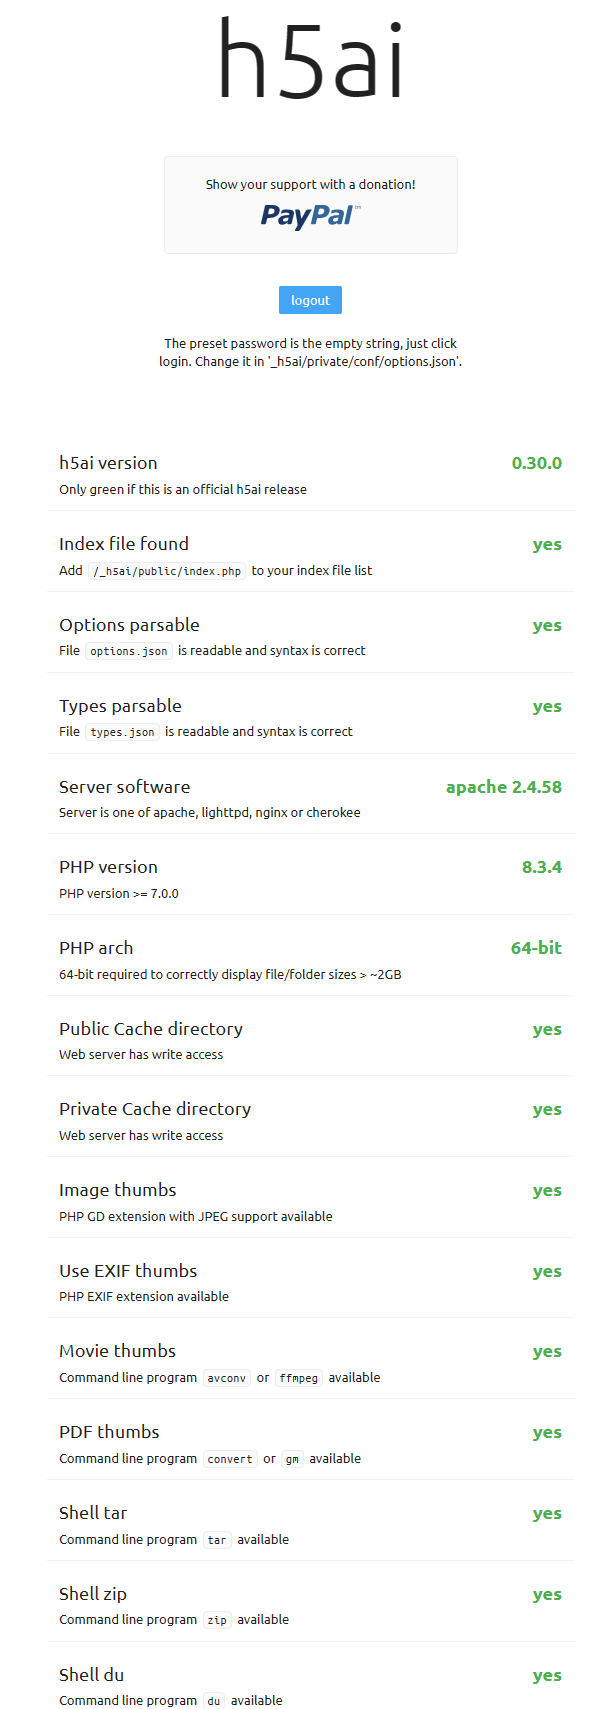 h5ai
Show your support with a donation!
PayPal™
logout
The preset password is the empty string, just click
login. Change it in '_h5ai/private/conf/options.json'.
h5ai version 0.30.0
Only green if this is an official h5ai release
Index file found yes
Add /_h5ai/public/index.php to your index file list
Options parsable yes
File options.json is readable and syntax is correct
Types parsable yes
File types.json is readable and syntax is correct
Server software apache 2.4.58
Server is one of apache, lighttpd, nginx or cherokee
PHP version 8.3.4
PHP version >= 7.0.0
PHP arch 64-bit
64-bit required to correctly display file/folder sizes > ~2GB
Public Cache directory yes
Web server has write access
Private Cache directory yes
Web server has write access
Image thumbs yes
PHP GD extension with JPEG support available
Use EXIF thumbs yes
PHP EXIF extension available
Movie thumbs yes
Command line program avconv or ffmpeg available
PDF thumbs yes
Command line program convert or gm available
Shell tar yes
Command line program tar available
Shell zip yes
Command line program zip available
Shell du yes
Command line program du available